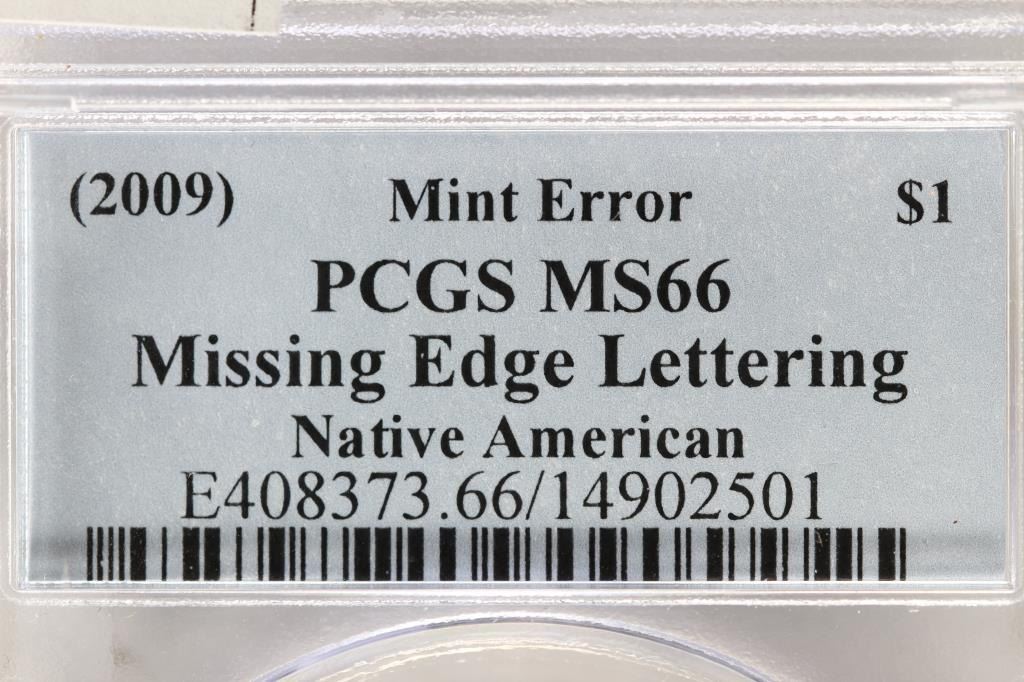 (2009) Mint Error $1
PCGS MS66
Missing Edge Lettering
Native American
E408373.66/14902501